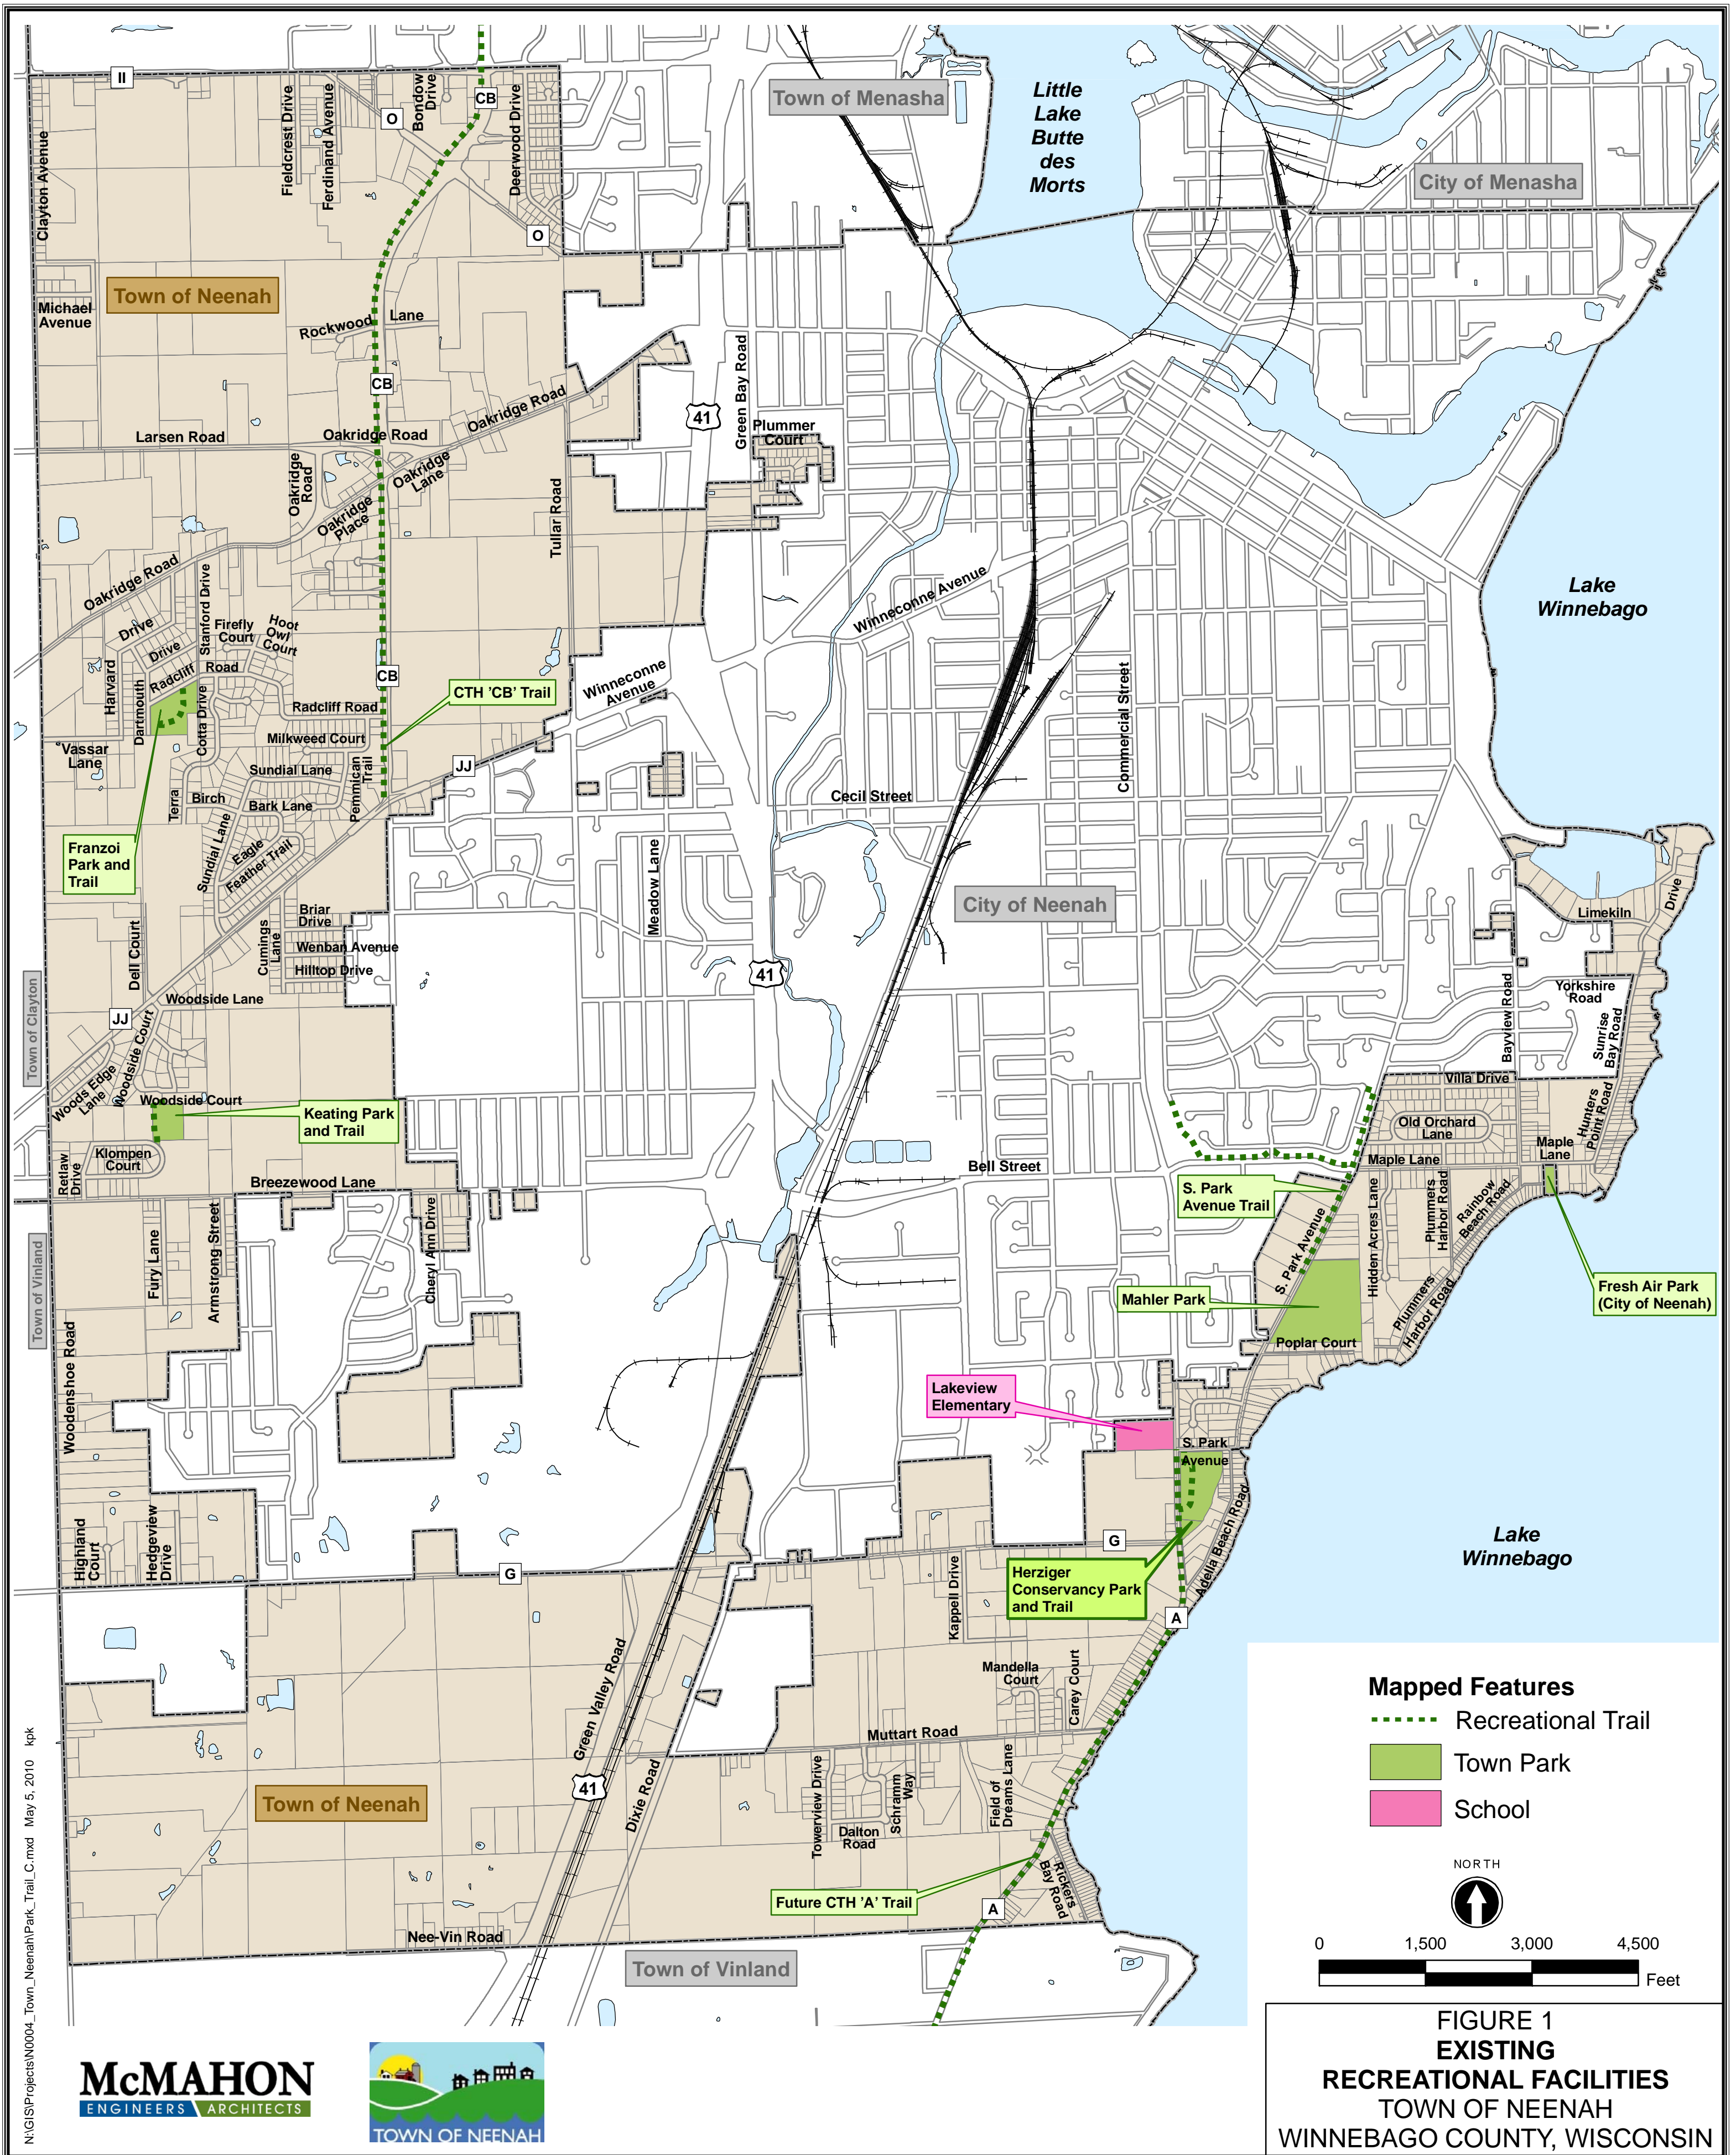 II
CB
O
Bondow
Drive
Fieldcrest Drive
Ferdinand Avenue
Deerwood Drive
Clayton Avenue
O
Town of Menasha
Little
Lake
Butte
des
Morts
City of Menasha
Town of Neenah
Michael
Avenue
Rockwood
Lane
CB
41
Green Bay Road
Oakridge Road
Larsen Road
Oakridge Road
Plummer
Court
Oakridge
Road
Oakridge
Lane
Oakridge
Place
Tullar Road
Oakridge Road
Winneconne Avenue
Lake
Winnebago
Stanford Drive
Firefly
Court
Hoot
Owl
Court
Drive
Drive
Radcliff
Road
Harvard
Dartmouth
Cotta Drive
Radcliff Road
CB
CTH 'CB' Trail
Winneconne
Avenue
Commercial Street
Vassar
Lane
Milkweed Court
Sundial Lane
Pemmican
Trail
JJ
Terra
Birch
Bark Lane
Cecil Street
Sundial Lane
Eagle
Feather Trail
Franzoi
Park and
Trail
Meadow Lane
City of Neenah
Limekiln
Drive
Briar
Drive
Cumings
Lane
Wenban Avenue
Hilltop Drive
Dell Court
41
Woodside Lane
JJ
Yorkshire
Road
Bayview Road
Sunrise
Bay Road
Town of Clayton
Woodside Court
Woods Edge
Lane
Woodside Court
Keating Park
and Trail
Villa Drive
Old Orchard
Lane
Hunters
Point Road
Maple
Lane
Maple Lane
Klompen
Court
Retlaw
Drive
Breezewood Lane
Bell Street
S. Park
Avenue Trail
Plummers
Harbor Road
Rainbow
Beach Road
Town of Vinland
Fury Lane
Armstrong Street
Cheryl Ann Drive
S. Park Avenue
Hidden Acres Lane
Mahler Park
Plummers
Harbor Road
Fresh Air Park
(City of Neenah)
Poplar Court
Woodenshoe Road
Lakeview
Elementary
S. Park
Avenue
Highland
Court
Hedgeview
Drive
G
G
Adella Beach Road
Lake
Winnebago
Herziger
Conservancy Park
and Trail
Kappell Drive
A
Green Valley Road
Mandella
Court
Carey Court
Muttart Road
41
Dixie Road
Towerview Drive
Schramm
Way
Dalton
Road
Field of
Dreams Lane
Town of Neenah
Rickers
Bay Road
Future CTH 'A' Trail
A
Nee-Vin Road
Town of Vinland
Mapped Features
Recreational Trail
Town Park
School
NORTH
0 1,500 3,000 4,500
Feet
FIGURE 1
EXISTING
RECREATIONAL FACILITIES
TOWN OF NEENAH
WINNEBAGO COUNTY, WISCONSIN
McMAHON
ENGINEERS ARCHITECTS
TOWN OF NEENAH
N:\GIS\Projects\N0004_Town_Neenah\Park_Trail_C.mxd May 5, 2010 kpk